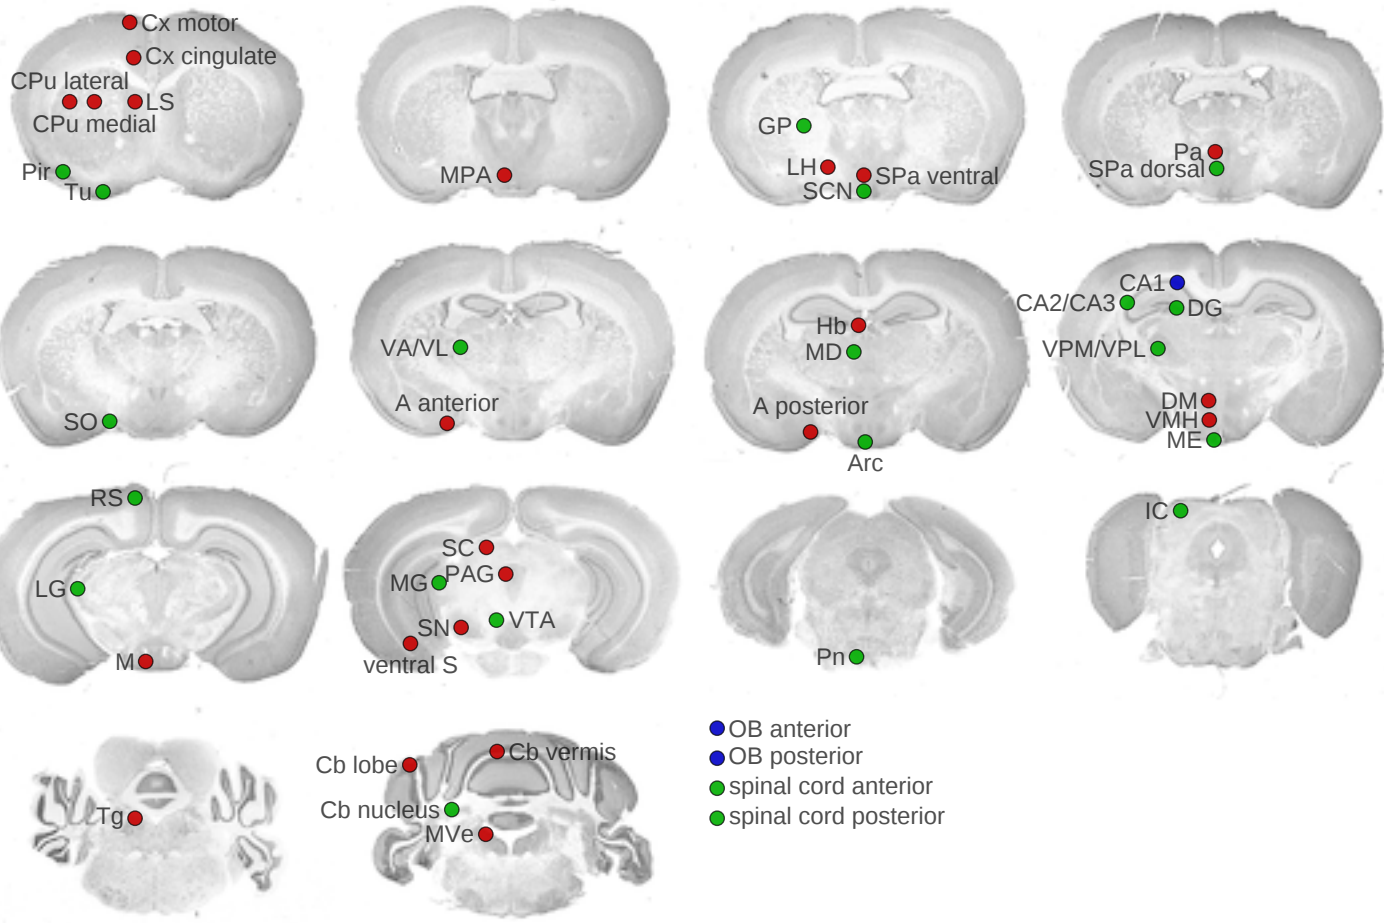 Cx motor
Cx cingulate
CPu lateral
LS
CPu medial
Pir
Tu
MPA
GP
LH
SPa ventral
SCN
Pa
SPa dorsal
SO
VA/VL
A anterior
Hb
MD
A posterior
Arc
CA1
CA2/CA3
DG
VPM/VPL
DM
VMH
ME
RS
LG
M
SC
MG
PAG
SN
VTA
ventral S
Pn
IC
Tg
Cb vermis
Cb lobe
Cb nucleus
MVe
OB anterior
OB posterior
spinal cord anterior
spinal cord posterior